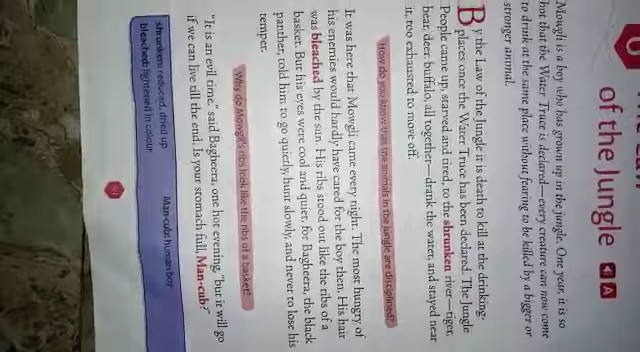 of the Jungle
A
Mowgli is a boy who has grown up in the jungle. One year, it is so
hot that the Water Truce is declared—every creature can now come
to drink at the same place without fearing to be killed by a bigger or
stronger animal.
By the Law of the Jungle it is death to kill at the drinking-
places once the Water Truce has been declared. The Jungle
People came up, starved and tired, to the shrunken river—tiger,
bear, deer, buffalo, all together—drank the water, and stayed near
it, too exhausted to move off.
How do you know that the animals in the jungle are disciplined?
It was here that Mowgli came every night. The most hungry of
his enemies would hardly have cared for the boy then. His hair
was bleached by the sun. His ribs stood out like the ribs of a
basket. But his eyes were cool and quiet, for Bagheera, the black
panther, told him to go quietly, hunt slowly, and never to lose his
temper.
Why do Mowgli's ribs look like the ribs of a basket?
"It is an evil time," said Bagheera, one hot evening, "but it will go
if we can live till the end. Is your stomach full, Man-cub?"
shrunken: reduced, dried up
Man-cub: human boy
bleached: lightened in colour